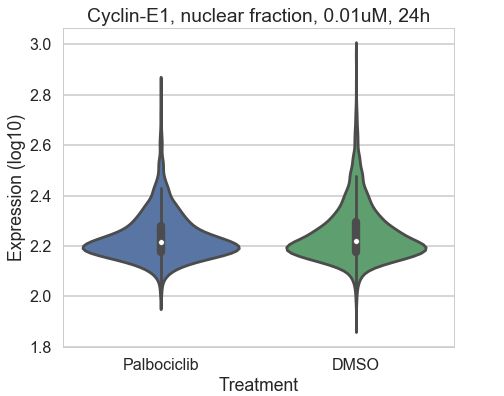 Cyclin-E1, nuclear fraction, 0.01uM, 24h
Expression (log10)
3.0
2.8
2.6
2.4
2.2
2.0
1.8
Palbociclib DMSO
Treatment